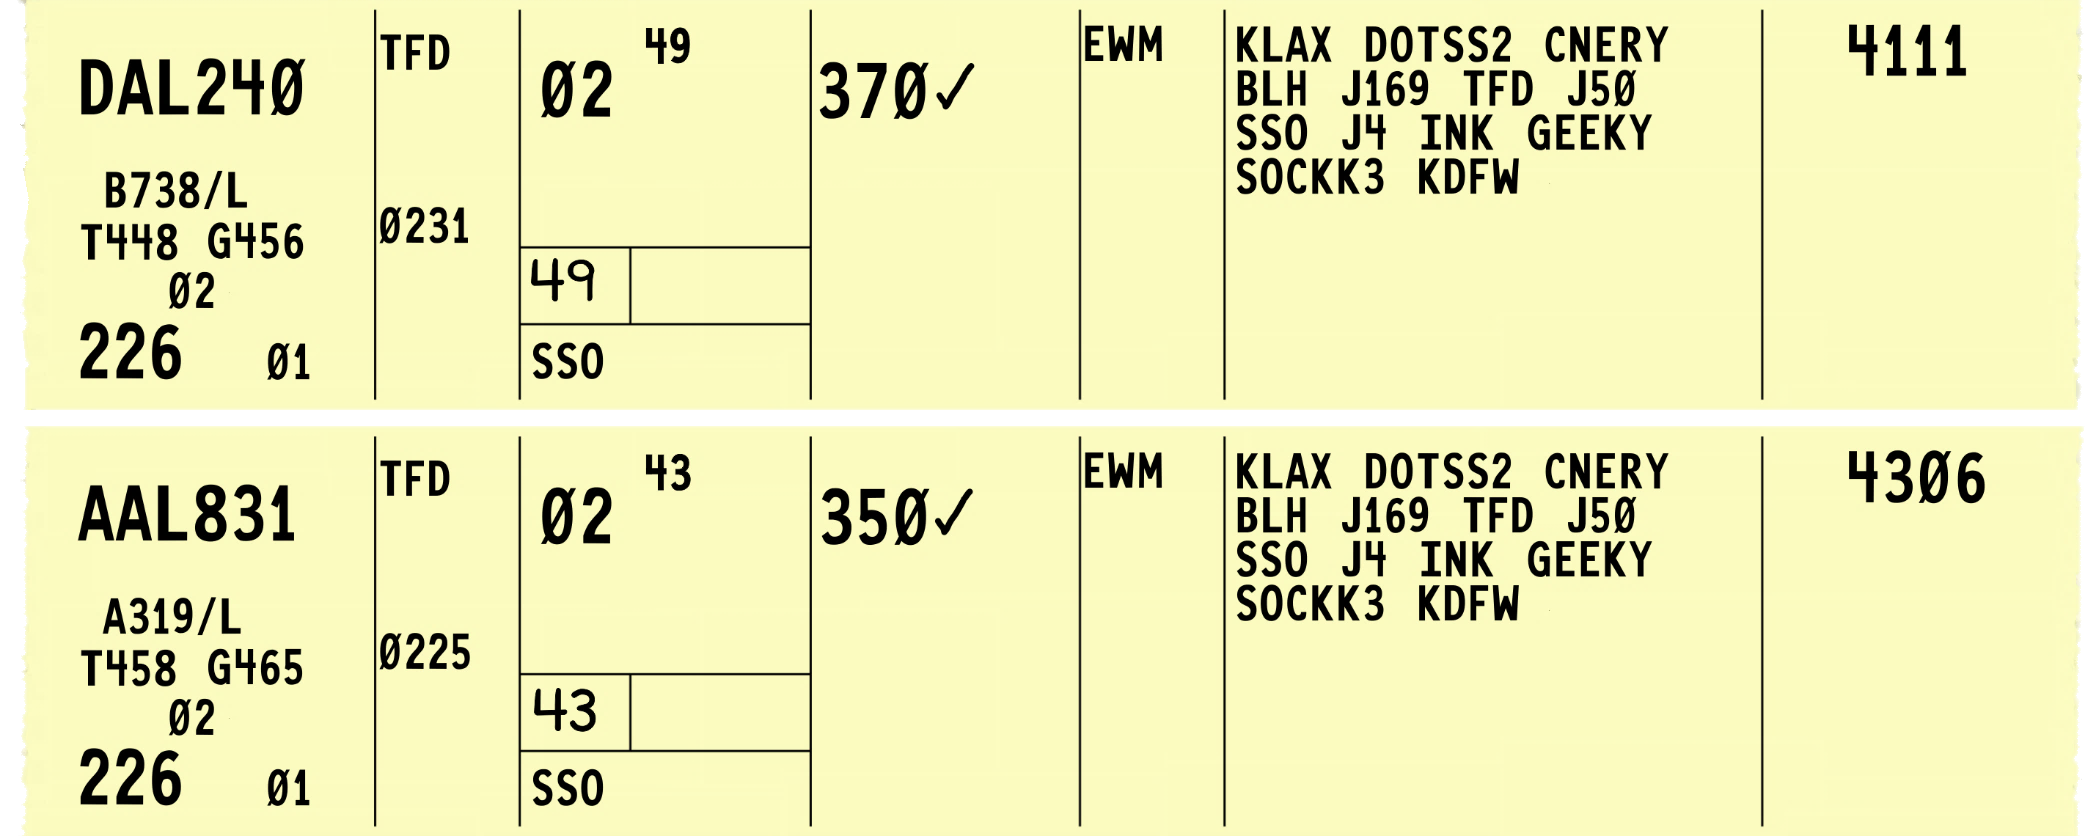 DAL24Ø
B738/L
T448 G456
Ø2
226 Ø1
TFD
Ø231
Ø2 49
49
SSO
37Ø✓
EWM
KLAX DOTSS2 CNERY
BLH J169 TFD J5Ø
SSO J4 INK GEEKY
SOCKK3 KDFW
4111
AAL831
A319/L
T458 G465
Ø2
226 Ø1
TFD
Ø225
Ø2 43
43
SSO
35Ø✓
EWM
KLAX DOTSS2 CNERY
BLH J169 TFD J5Ø
SSO J4 INK GEEKY
SOCKK3 KDFW
43Ø6